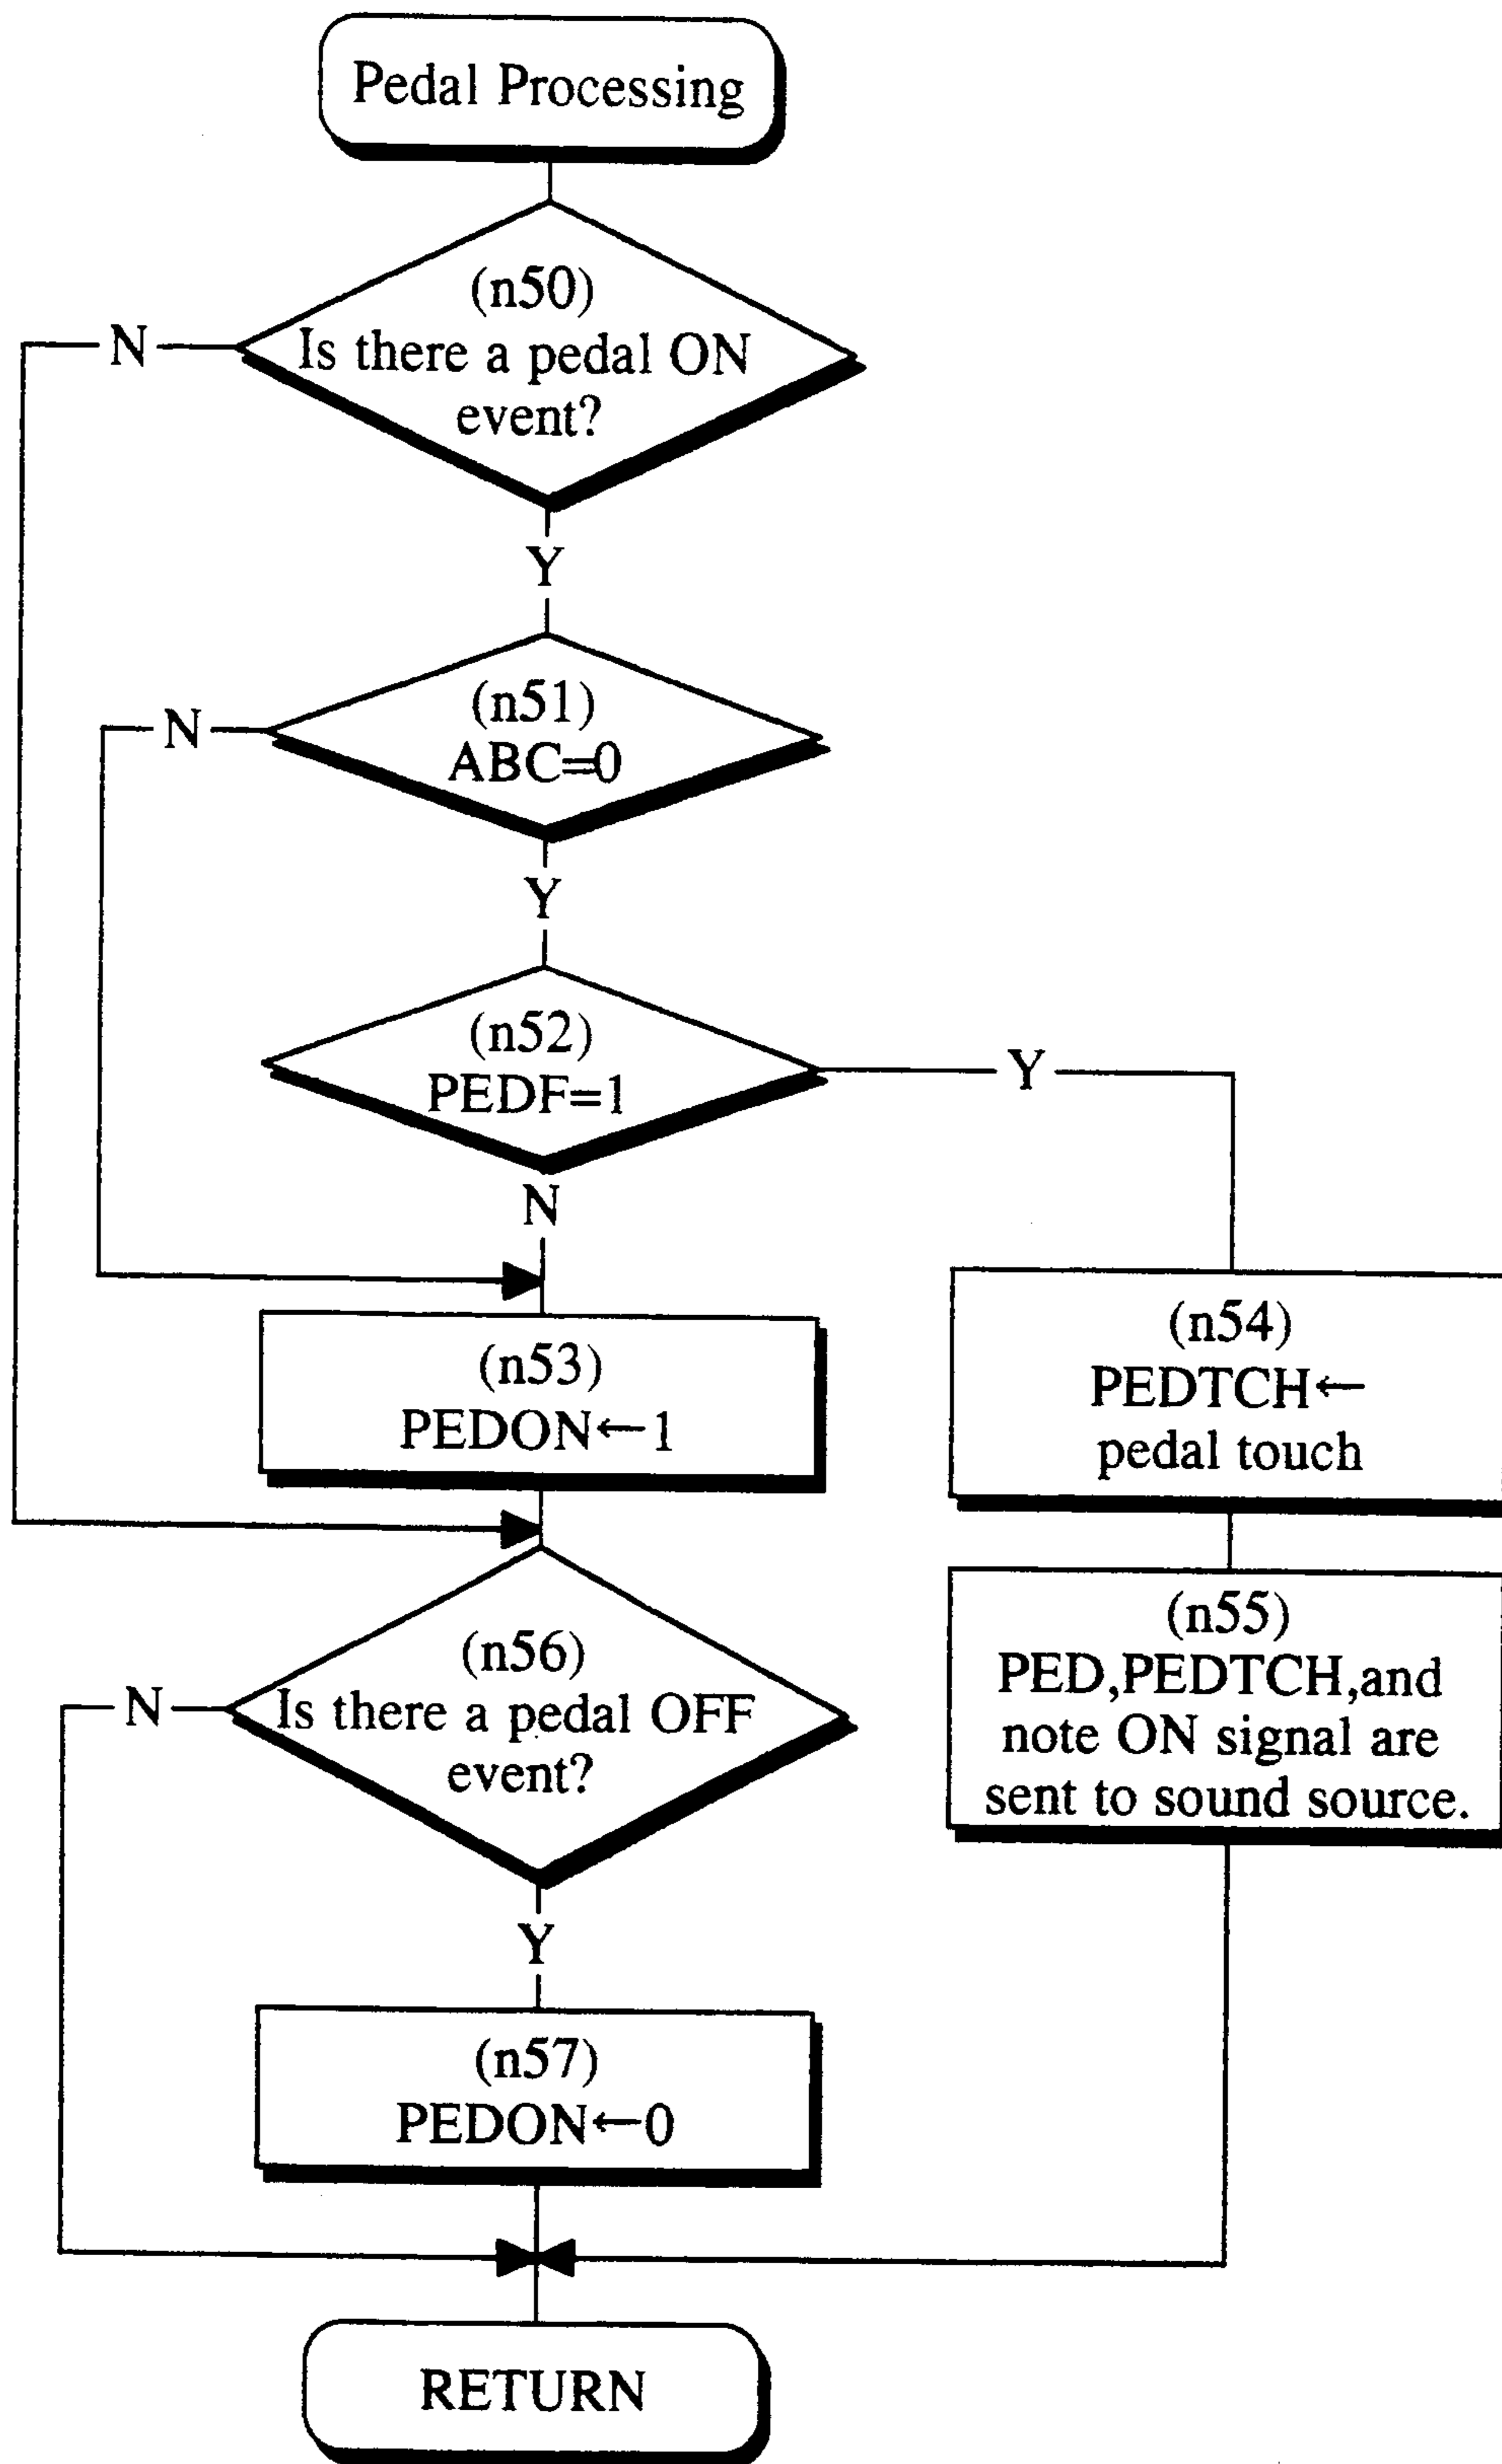 Pedal Processing
(n50)
Is there a pedal ON
event?
N
Y
(n51)
ABC=0
N
Y
(n52)
PEDF=1
Y
N
(n53)
PEDON←1
(n54)
PEDTCH←
pedal touch
(n55)
PED,PEDTCH,and
note ON signal are
sent to sound source.
(n56)
Is there a pedal OFF
event?
N
Y
(n57)
PEDON←0
RETURN